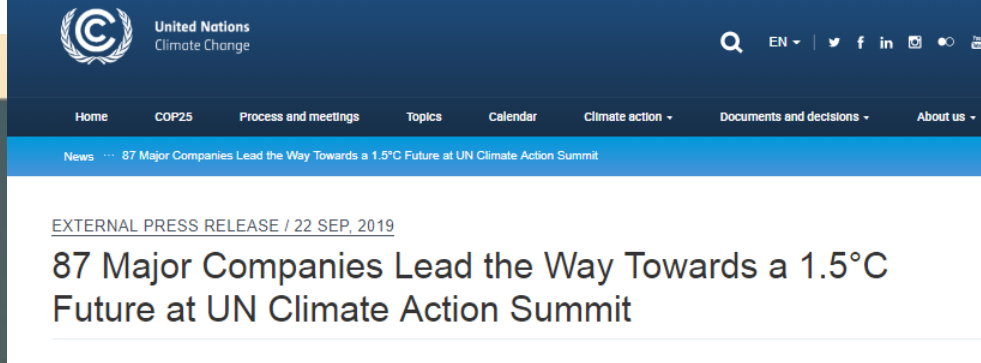 United Nations
Climate Change
EN
Home COP25 Process and meetings Topics Calendar Climate action Documents and decisions About us
News ... 87 Major Companies Lead the Way Towards a 1.5°C Future at UN Climate Action Summit
EXTERNAL PRESS RELEASE / 22 SEP, 2019
87 Major Companies Lead the Way Towards a 1.5°C
Future at UN Climate Action Summit